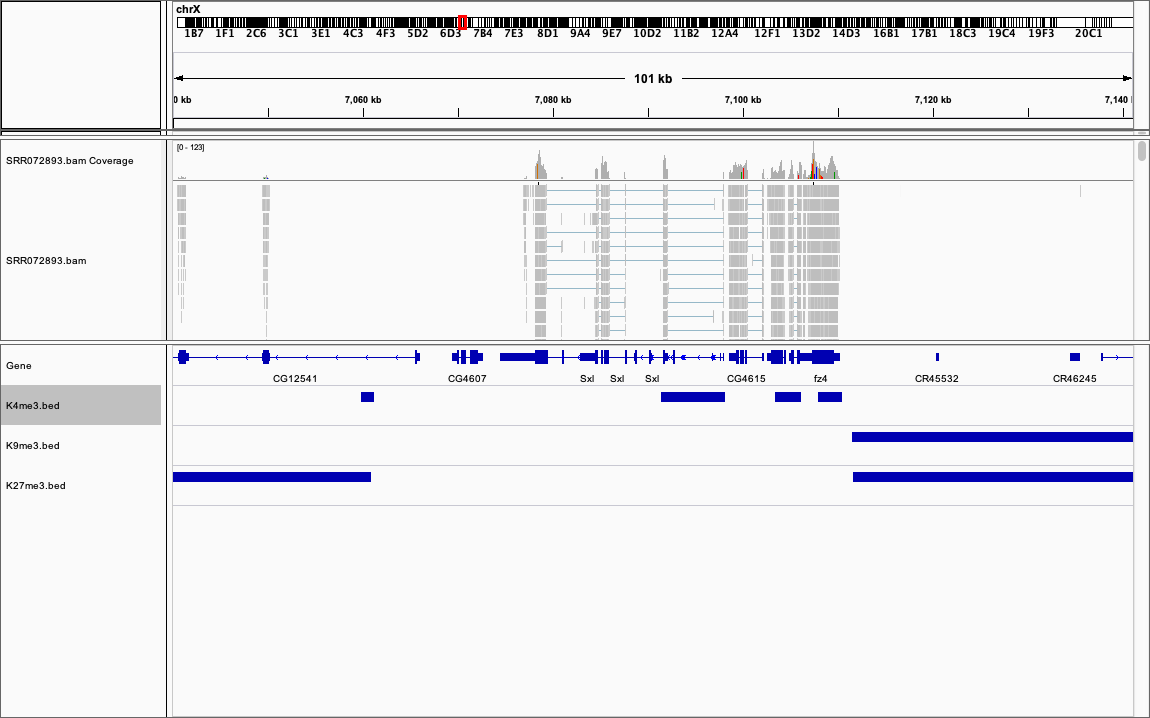 chrX
1B7 1F1 2C6 3C1 3E1 4C3 4F3 5D2 6D3 7B4 7E3 8D1 9A4 9E7 10D2 11B2 12A4 12F1 13D2 14D3 16B1 17B1 18C3 19C4 19F3 20C1
101 kb
0 kb 7,060 kb 7,080 kb 7,100 kb 7,120 kb 7,140
[0 - 123]
SRR072893.bam Coverage
SRR072893.bam
Gene
CG12541 CG4607 Sxl Sxl Sxl CG4615 fz4 CR45532 CR46245
K4me3.bed
K9me3.bed
K27me3.bed